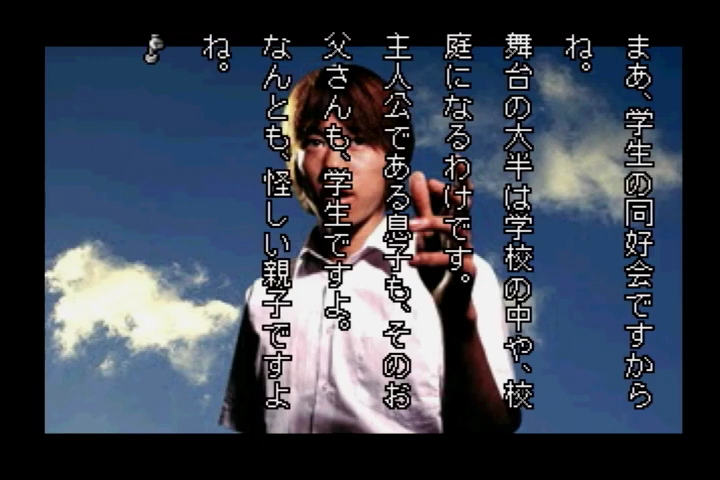 まあ、学生の同好会ですから
ね。
舞台の大半は学校の中や、校
庭になるわけです。
主人公である息子も、そのお
父さんも、学生ですよ。
なんとも、怪しい親子ですよ
ね。